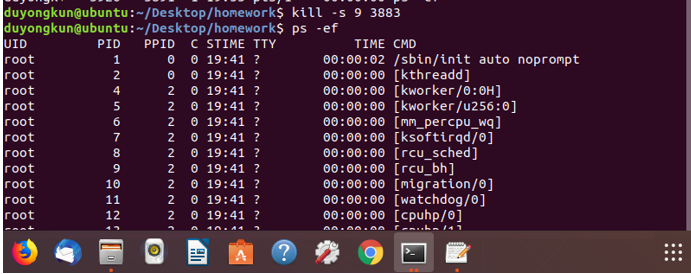 duyongkun@ubuntu:~/Desktop/homework$ kill -s 9 3883
duyongkun@ubuntu:~/Desktop/homework$ ps -ef
UID PID PPID C STIME TTY TIME CMD
root 1 0 0 19:41 ? 00:00:02 /sbin/init auto noprompt
root 2 0 0 19:41 ? 00:00:00 [kthreadd]
root 4 2 0 19:41 ? 00:00:00 [kworker/0:0H]
root 5 2 0 19:41 ? 00:00:00 [kworker/u256:0]
root 6 2 0 19:41 ? 00:00:00 [mm_percpu_wq]
root 7 2 0 19:41 ? 00:00:00 [ksoftirqd/0]
root 8 2 0 19:41 ? 00:00:00 [rcu_sched]
root 9 2 0 19:41 ? 00:00:00 [rcu_bh]
root 10 2 0 19:41 ? 00:00:00 [migration/0]
root 11 2 0 19:41 ? 00:00:00 [watchdog/0]
root 12 2 0 19:41 ? 00:00:00 [cpuhp/0]